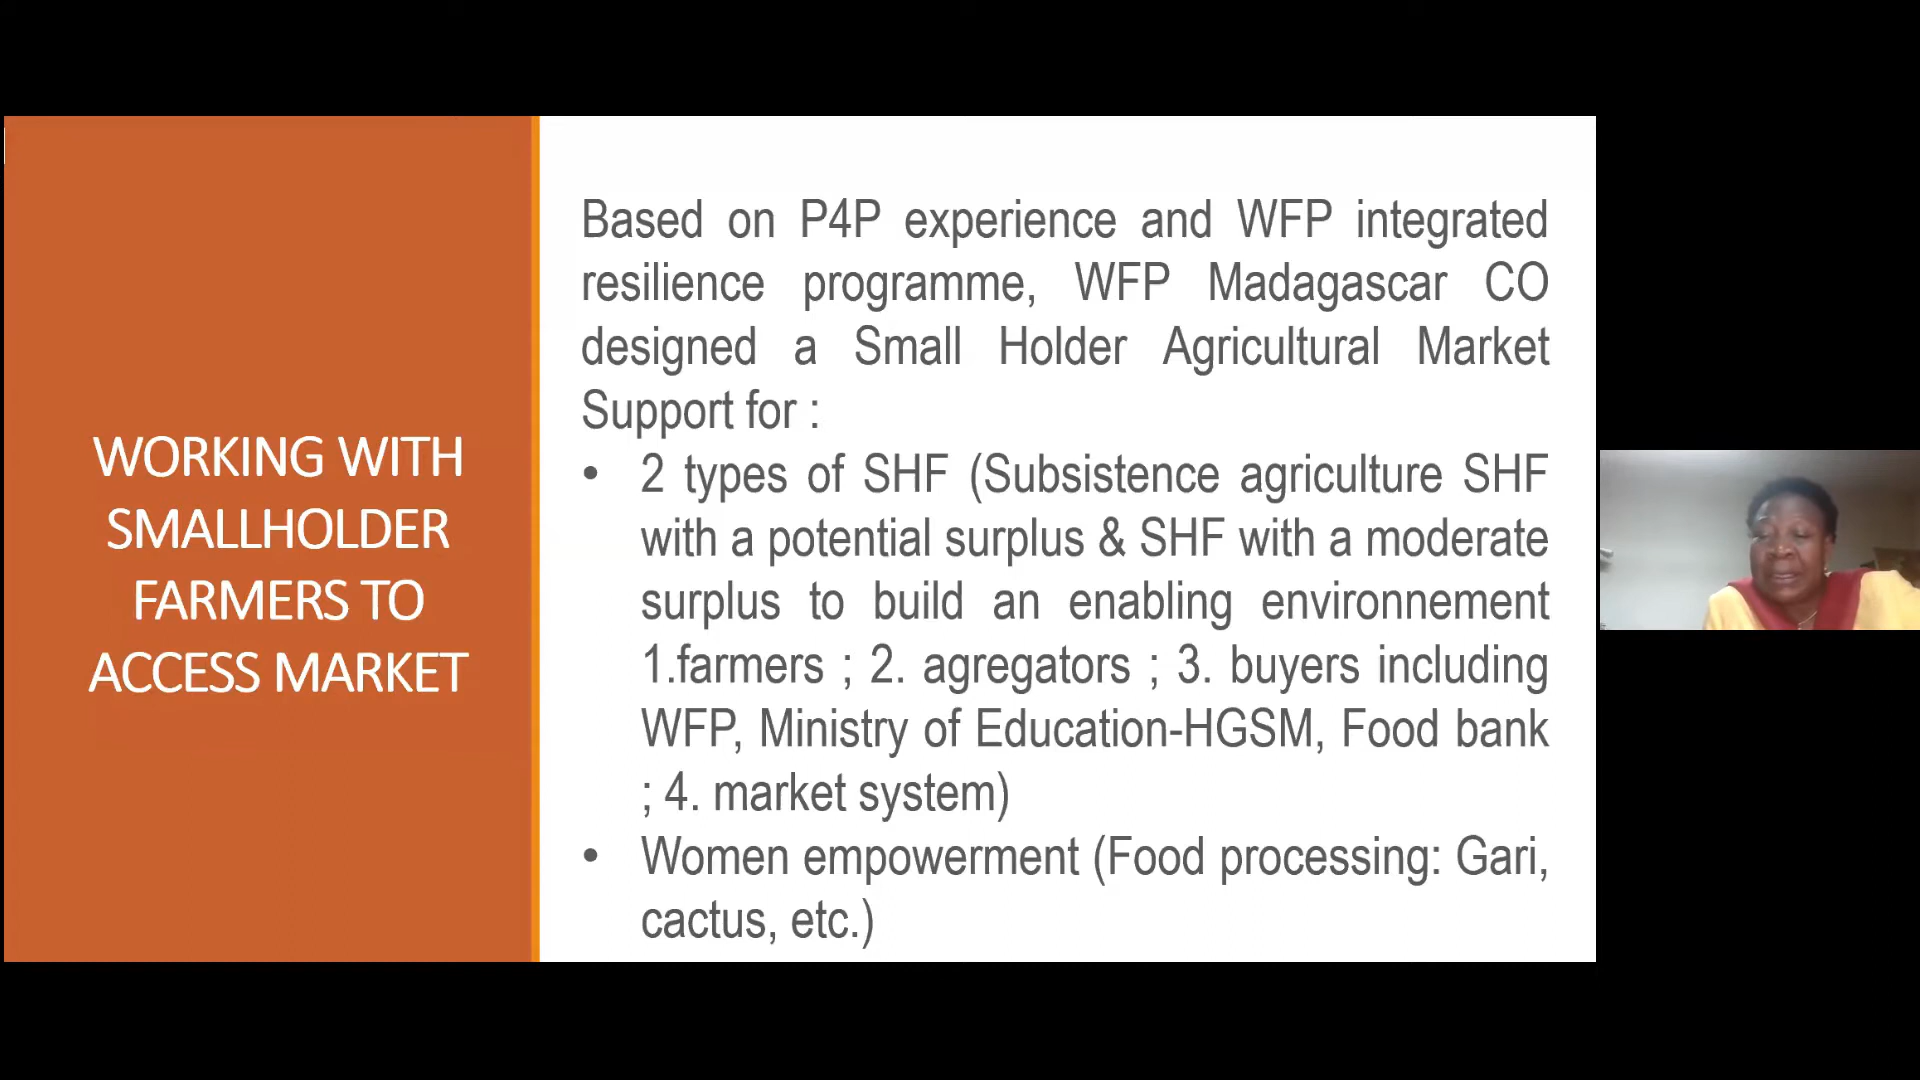 WORKING WITH
SMALLHOLDER
FARMERS TO
ACCESS MARKET
Based on P4P experience and WFP integrated
resilience programme, WFP Madagascar CO
designed a Small Holder Agricultural Market
Support for :
• 2 types of SHF (Subsistence agriculture SHF
with a potential surplus & SHF with a moderate
surplus to build an enabling environnement
1.farmers ; 2. agregators ; 3. buyers including
WFP, Ministry of Education-HGSM, Food bank
; 4. market system)
• Women empowerment (Food processing: Gari,
cactus, etc.)